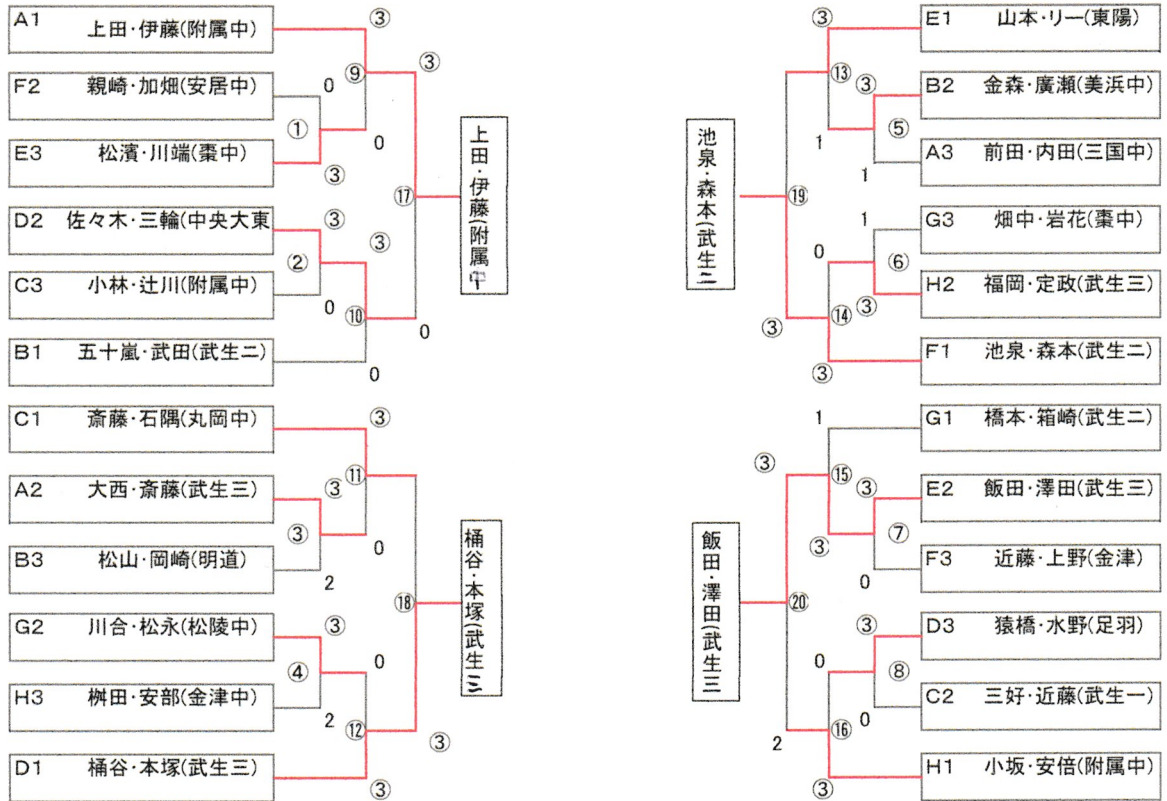 A1 上田・伊藤(附属中)
F2 親崎・加畑(安居中)
E3 松濱・川端(棗中)
D2 佐々木・三輪(中央大東
C3 小林・辻川(附属中)
B1 五十嵐・武田(武生二)
C1 斎藤・石隅(丸岡中)
A2 大西・斎藤(武生三)
B3 松山・岡崎(明道)
G2 川合・松永(松陵中)
H3 桝田・安部(金津中)
D1 桶谷・本塚(武生三)
③
⑨
0
①
③
0
③
③
②
0
⑩
0
③
⑰
0
③
⑪
③
③
2
0
③
④
2
0
⑫
③
⑱
③
上田・伊藤(附属中
桶谷・本塚(武生三
池泉・森本(武生二
飯田・澤田(武生三
③
⑬
③
⑤
1
1
⑲
1
0
⑥
③
⑭
③
③
1
③
⑮
③
⑦
③
0
⑳
③
0
⑧
0
⑯
2
③
E1 山本・リー(東陽)
B2 金森・廣瀬(美浜中)
A3 前田・内田(三国中)
G3 畑中・岩花(棗中)
H2 福岡・定政(武生三)
F1 池泉・森本(武生二)
G1 橋本・箱崎(武生二)
E2 飯田・澤田(武生三)
F3 近藤・上野(金津)
D3 猿橋・水野(足羽)
C2 三好・近藤(武生一)
H1 小坂・安倍(附属中)